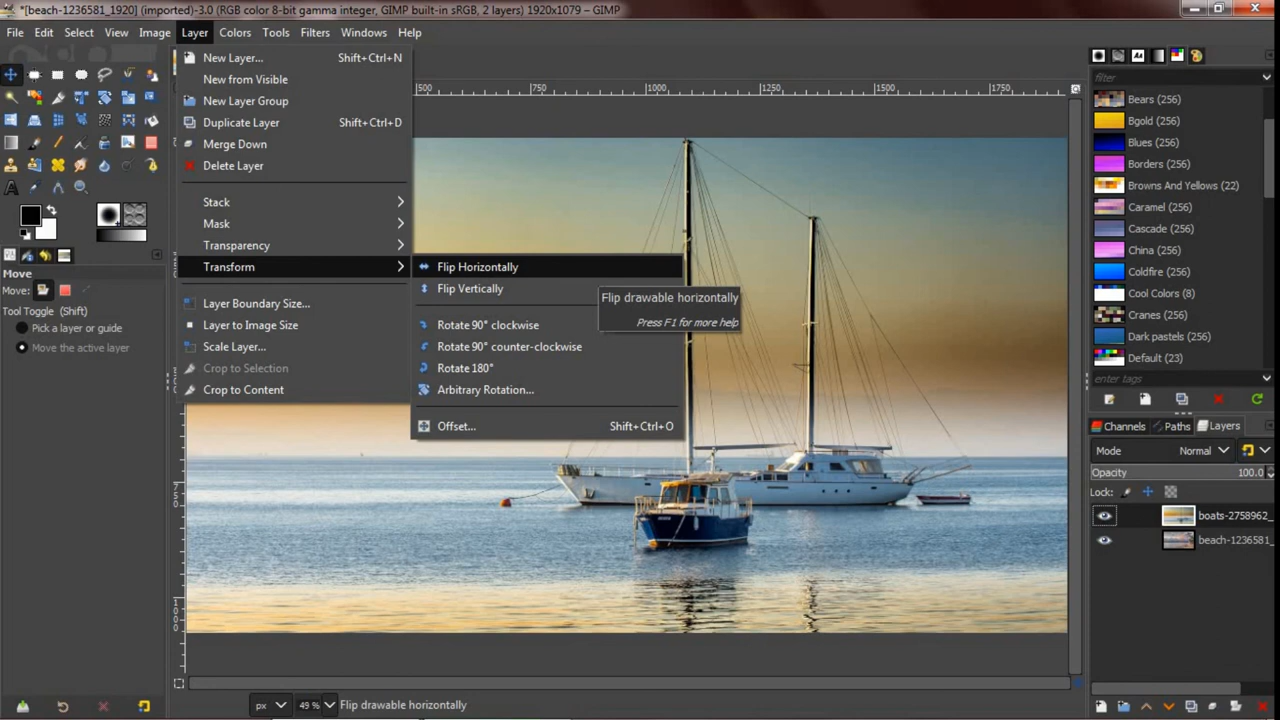 *[beach-1236581_1920] (imported)-3.0 (RGB color 8-bit gamma integer, GIMP built-in sRGB, 2 layers) 1920x1079 – GIMP
File Edit Select View Image Layer Colors Tools Filters Windows Help
New Layer... Shift+Ctrl+N
New from Visible
New Layer Group
Duplicate Layer Shift+Ctrl+D
Merge Down
Delete Layer
Stack
Mask
Transparency
Transform
Layer Boundary Size...
Layer to Image Size
Scale Layer...
Crop to Selection
Crop to Content
Flip Horizontally
Flip Vertically
Rotate 90° clockwise
Rotate 90° counter-clockwise
Rotate 180°
Arbitrary Rotation...
Offset... Shift+Ctrl+O
Flip drawable horizontally
Press F1 for more help
500 750 1000 1250 1500 1750
750
1000
Move
Move:
Tool Toggle (Shift)
Pick a layer or guide
Move the active layer
filter
Bears (256)
Bgold (256)
Blues (256)
Borders (256)
Browns And Yellows (22)
Caramel (256)
Cascade (256)
China (256)
Coldfire (256)
Cool Colors (8)
Cranes (256)
Dark pastels (256)
Default (23)
enter tags
Channels Paths Layers
Mode Normal
Opacity 100.0
Lock:
boats-2758962_
beach-1236581_
px 49 % Flip drawable horizontally